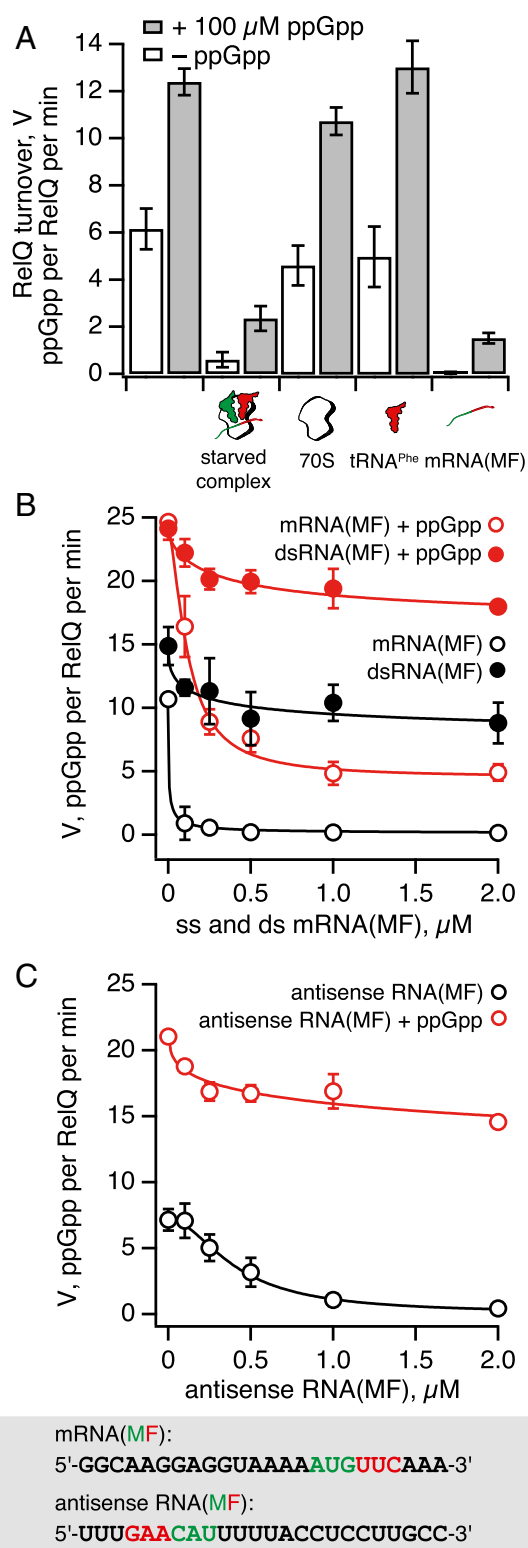 A
+ 100 µM ppGpp
– ppGpp
RelQ turnover, V
ppGpp per RelQ per min
14
12
10
8
6
4
2
0
starved
complex
70S
tRNAPhe
mRNA(MF)
B
mRNA(MF) + ppGpp
dsRNA(MF) + ppGpp
mRNA(MF)
dsRNA(MF)
V, ppGpp per RelQ per min
25
20
15
10
5
0
0 0.5 1.0 1.5 2.0
ss and ds mRNA(MF), µM
C
antisense RNA(MF)
antisense RNA(MF) + ppGpp
V, ppGpp per RelQ per min
25
20
15
10
5
0
0 0.5 1.0 1.5 2.0
antisense RNA(MF), µM
mRNA(MF):
5'-GGCAAGGAGGUAAAAAUGUUCAAA-3'
antisense RNA(MF):
5'-UUUGAACAUUUUUACCUCCUUGCC-3'